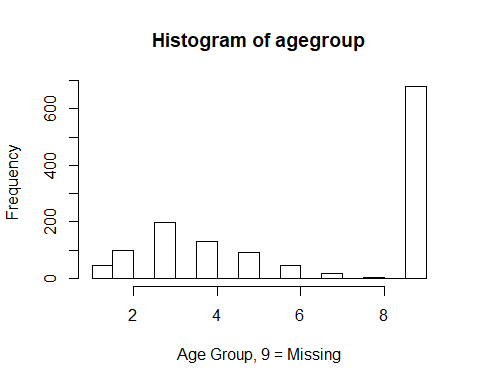 Histogram of agegroup
Frequency
0
200
400
600
2 4 6 8
Age Group, 9 = Missing